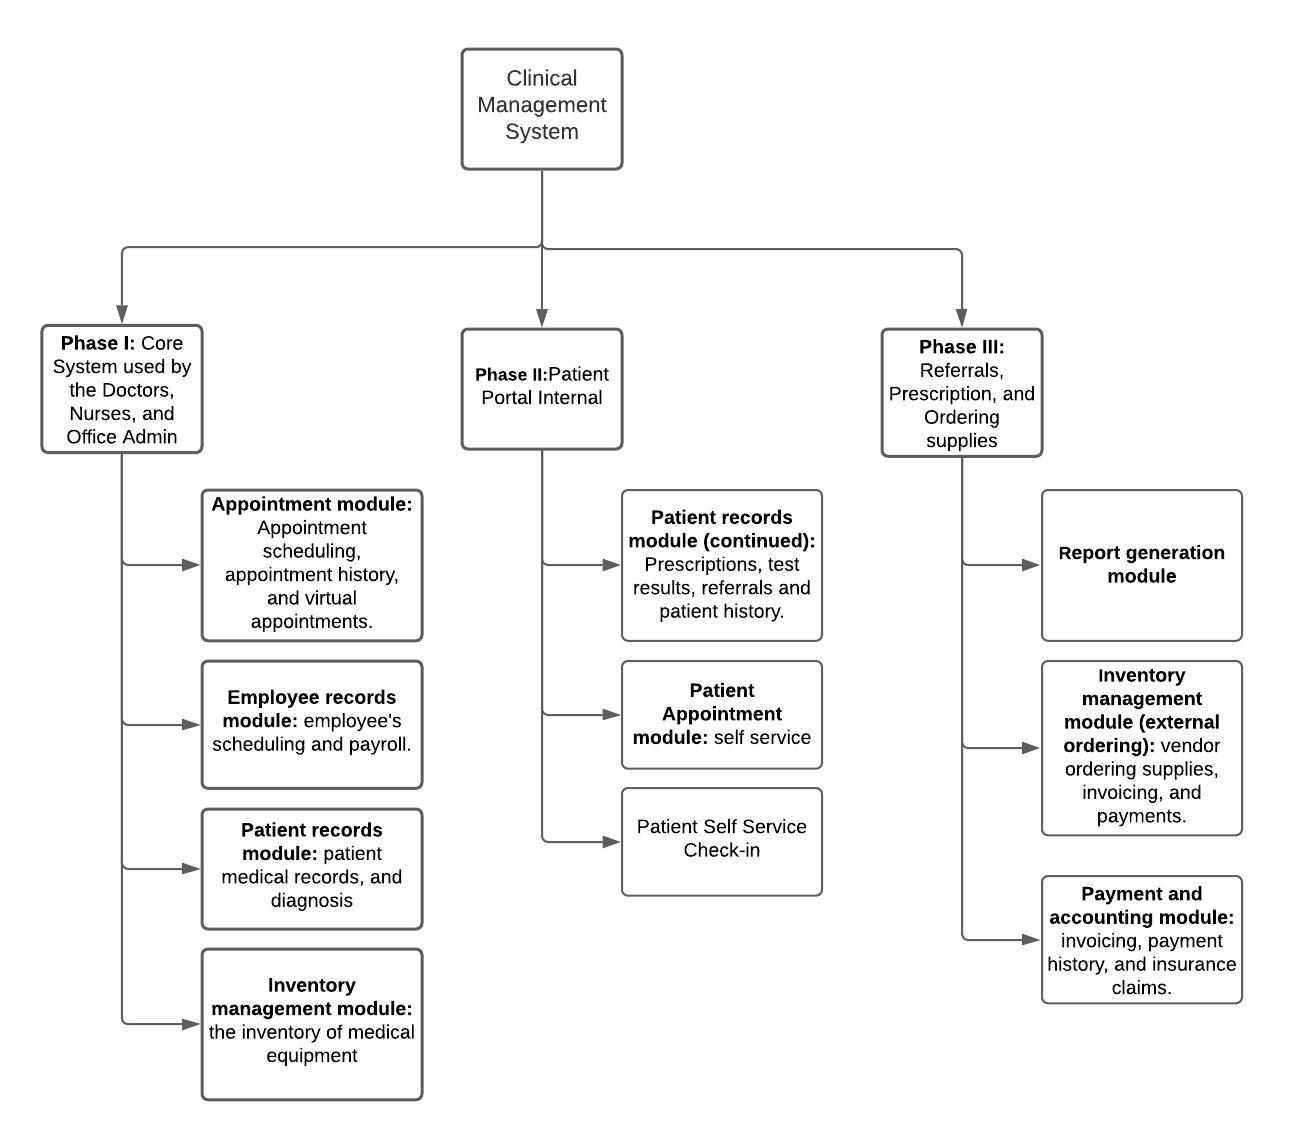 Clinical
Management
System
Phase I: Core
System used by
the Doctors,
Nurses, and
Office Admin
Phase II:Patient
Portal Internal
Phase III:
Referrals,
Prescription, and
Ordering
supplies
Appointment module:
Appointment
scheduling,
appointment history,
and virtual
appointments.
Employee records
module: employee's
scheduling and payroll.
Patient records
module: patient
medical records, and
diagnosis
Inventory
management module:
the inventory of medical
equipment
Patient records
module (continued):
Prescriptions, test
results, referrals and
patient history.
Patient
Appointment
module: self service
Patient Self Service
Check-in
Report generation
module
Inventory
management
module (external
ordering): vendor
ordering supplies,
invoicing, and
payments.
Payment and
accounting module:
invoicing, payment
history, and insurance
claims.